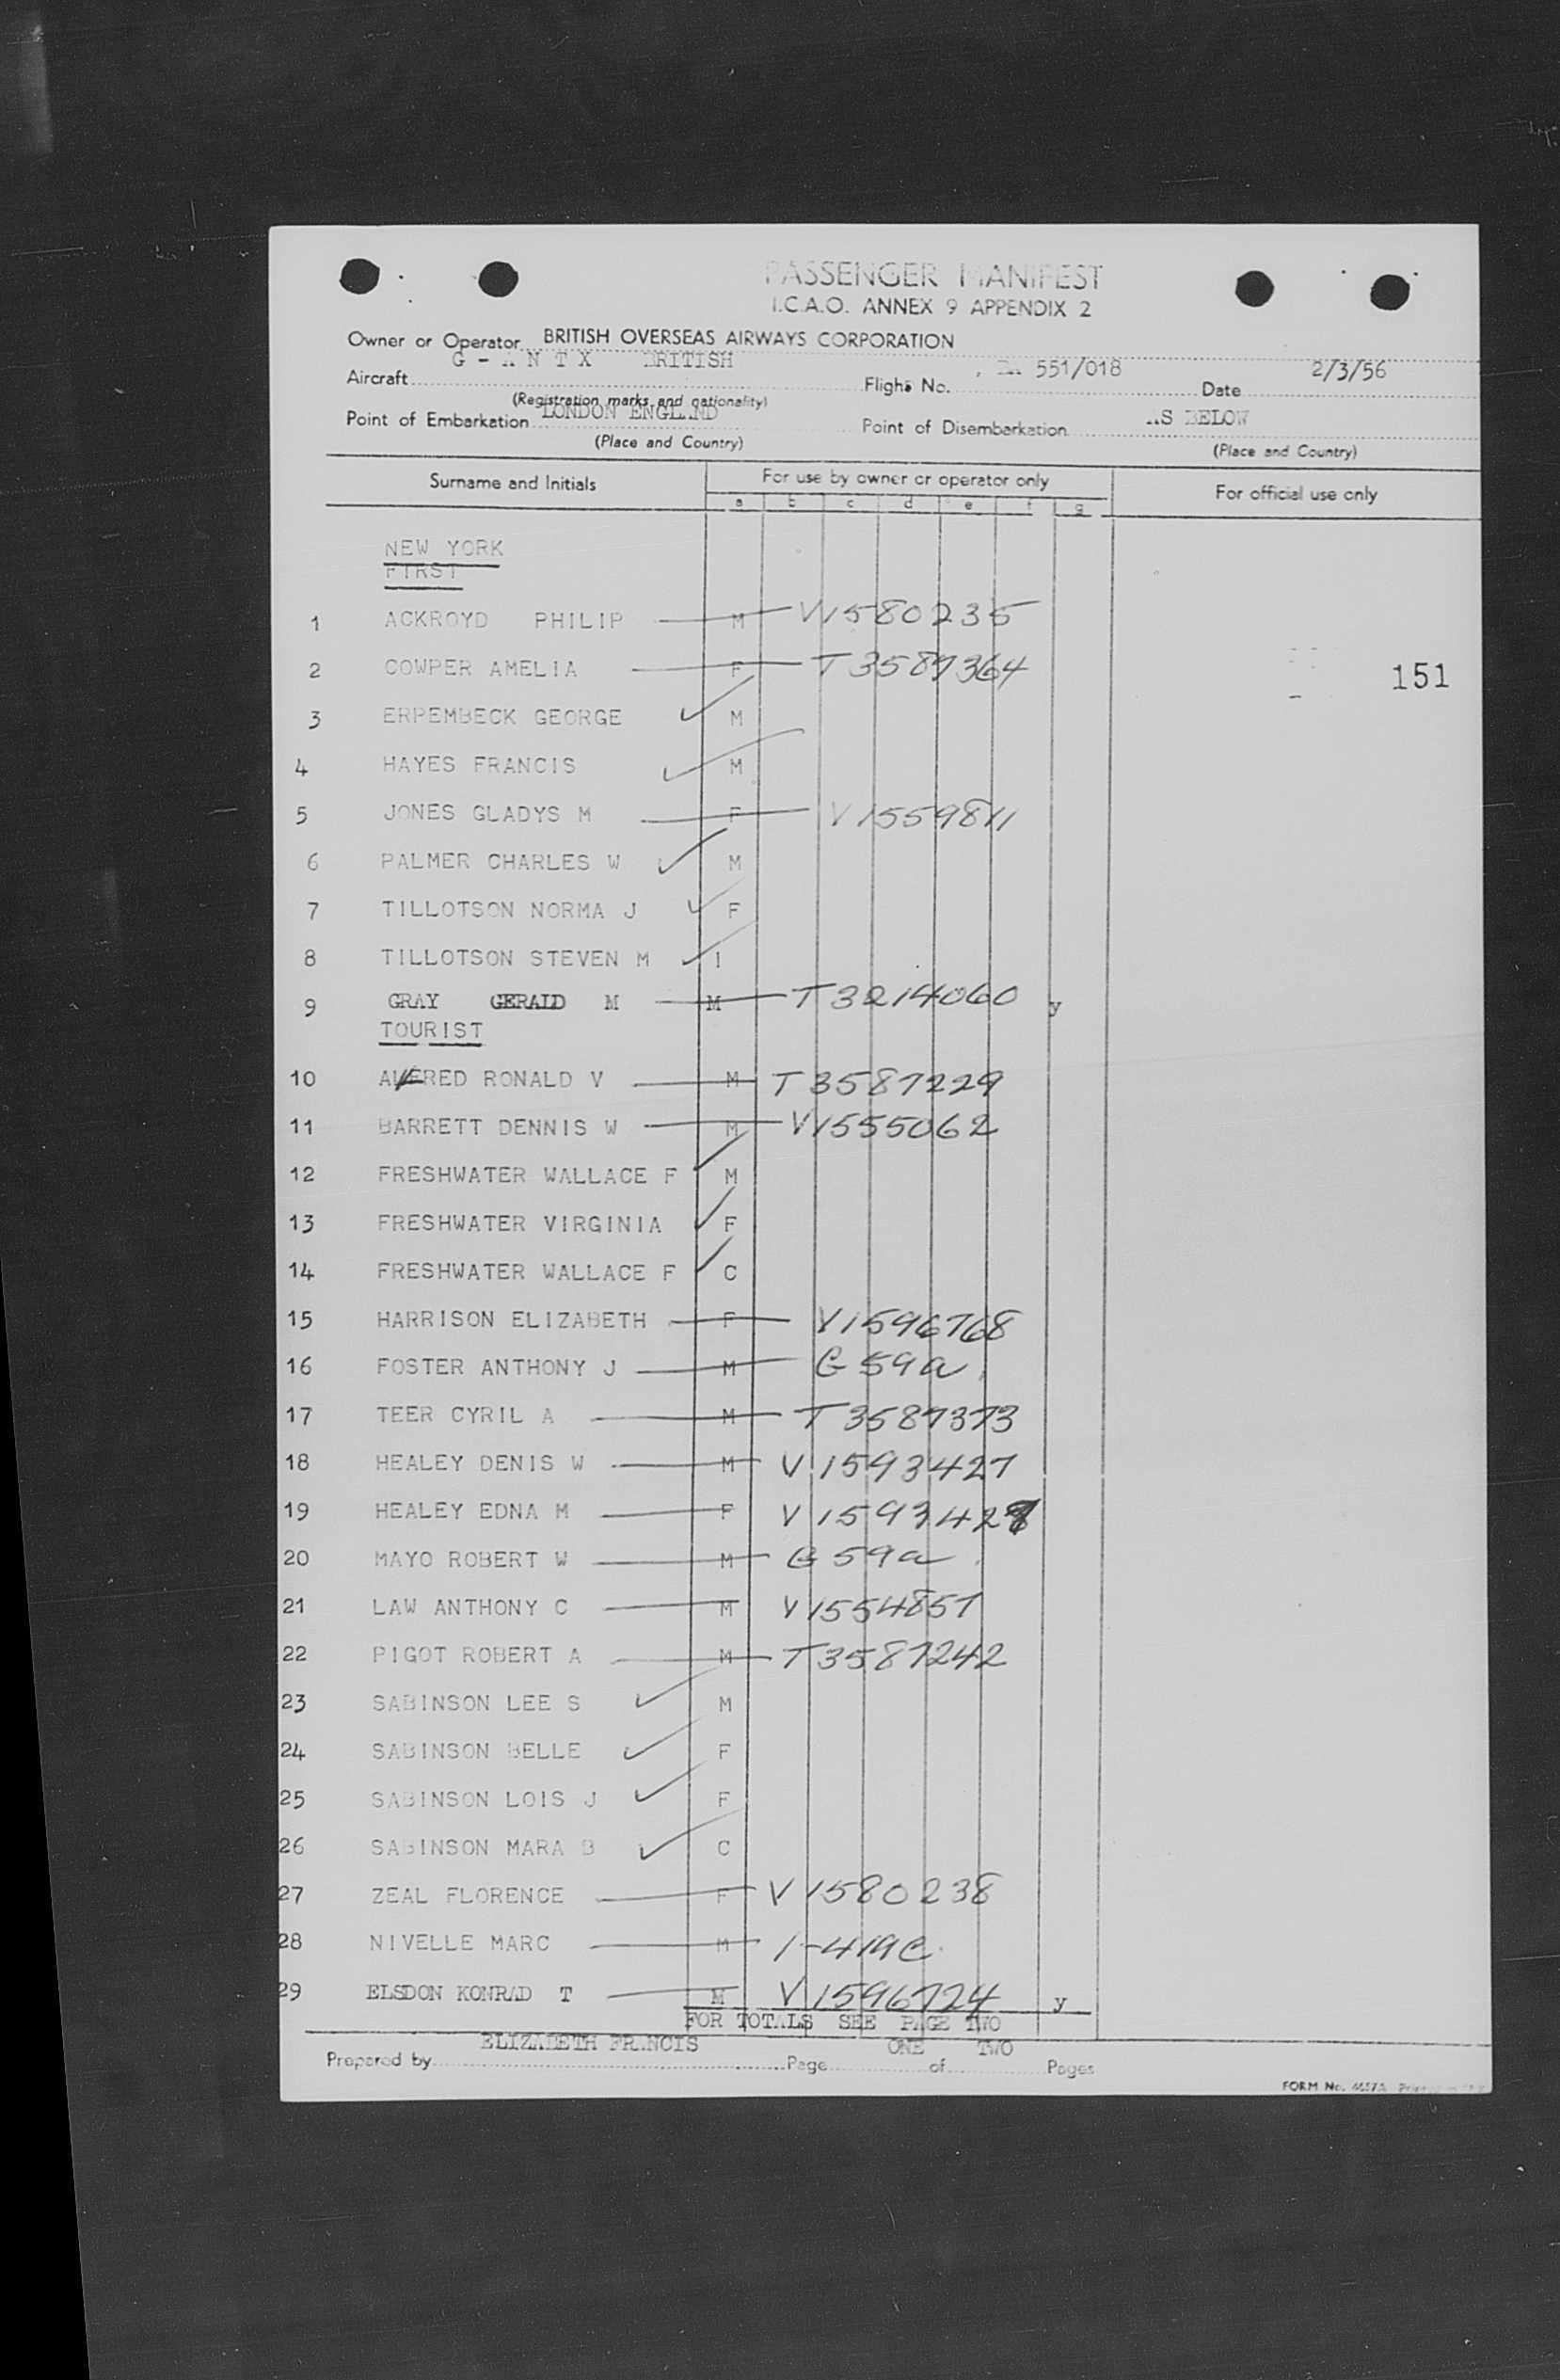 PASSENGER MANIFEST
I.C.A.O. ANNEX 9 APPENDIX 2
Owner or Operator BRITISH OVERSEAS AIRWAYS CORPORATION
G - A N T X BRITISH 551/018 2/3/56
Aircraft Flight No. Date
(Registration marks and nationality)
LONDON ENGLAND AS BELOW
Point of Embarkation Point of Disembarkation
(Place and Country) (Place and Country)
Surname and Initials For use by owner or operator only For official use only
a b c d e f g
NEW YORK
FIRST
1 ACKROYD PHILIP M V1580235
2 COWPER AMELIA F T3587364 151
3 ERPEMBECK GEORGE M
4 HAYES FRANCIS M
5 JONES GLADYS M F V1559811
6 PALMER CHARLES W M
7 TILLOTSON NORMA J F
8 TILLOTSON STEVEN M I
9 GRAY GERALD M M T3214060 y
TOURIST
10 RONALD V M T3587229
11 BARRETT DENNIS W M V1555062
12 FRESHWATER WALLACE F M
13 FRESHWATER VIRGINIA F
14 FRESHWATER WALLACE F C
15 HARRISON ELIZABETH F V1596768
16 FOSTER ANTHONY J M G59a
17 TEER CYRIL A M T3587373
18 HEALEY DENIS W M V1593427
19 HEALEY EDNA M F
20 MAYO ROBERT W M G59a
21 LAW ANTHONY C M V1554857
22 PIGOT ROBERT A M T3587242
23 SABINSON LEE S M
24 SABINSON BELLE F
25 SABINSON LOIS J F
26 SABINSON MARA B C
27 ZEAL FLORENCE F V1580238
28 NIVELLE MARC M
29 ELSDON KONRAD T M V1596724 y
FOR TOTALS SEE PAGE TWO
ELIZABETH FRANCIS ONE TWO
Prepared by Page of Pages
FORM No.